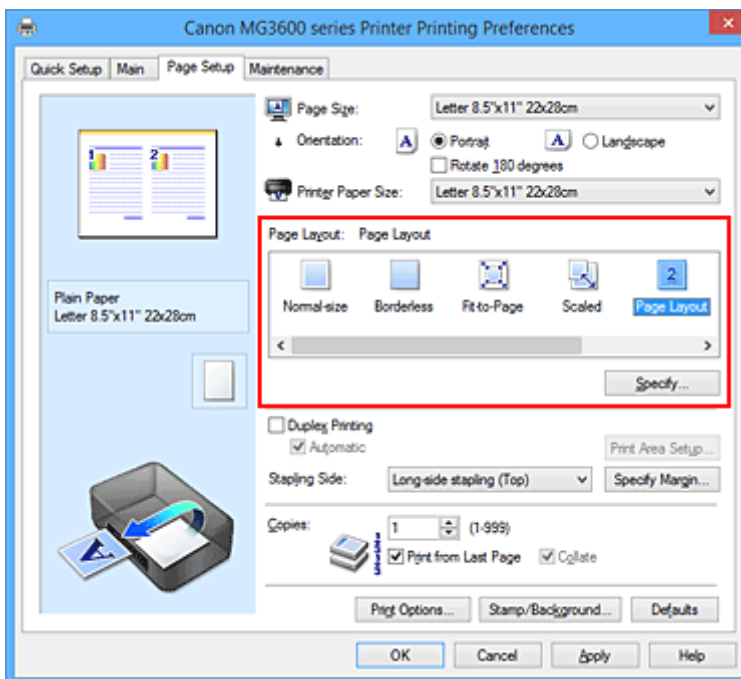 Canon MG3600 series Printer Printing Preferences
Quick Setup Main Page Setup Maintenance
1 2
Plain Paper
Letter 8.5"x11" 22x28cm
Page Size: Letter 8.5"x11" 22x28cm
Orientation: A Portrait A Landscape
Rotate 180 degrees
Printer Paper Size: Letter 8.5"x11" 22x28cm
Page Layout: Page Layout
2
Normal-size Borderless Fit-to-Page Scaled Page Layout
Specify...
Duplex Printing
Automatic Print Area Setup...
Stapling Side: Long-side stapling (Top) Specify Margin...
Copies: 1 (1-999)
Print from Last Page Collate
A
Print Options... Stamp/Background... Defaults
OK Cancel Apply Help